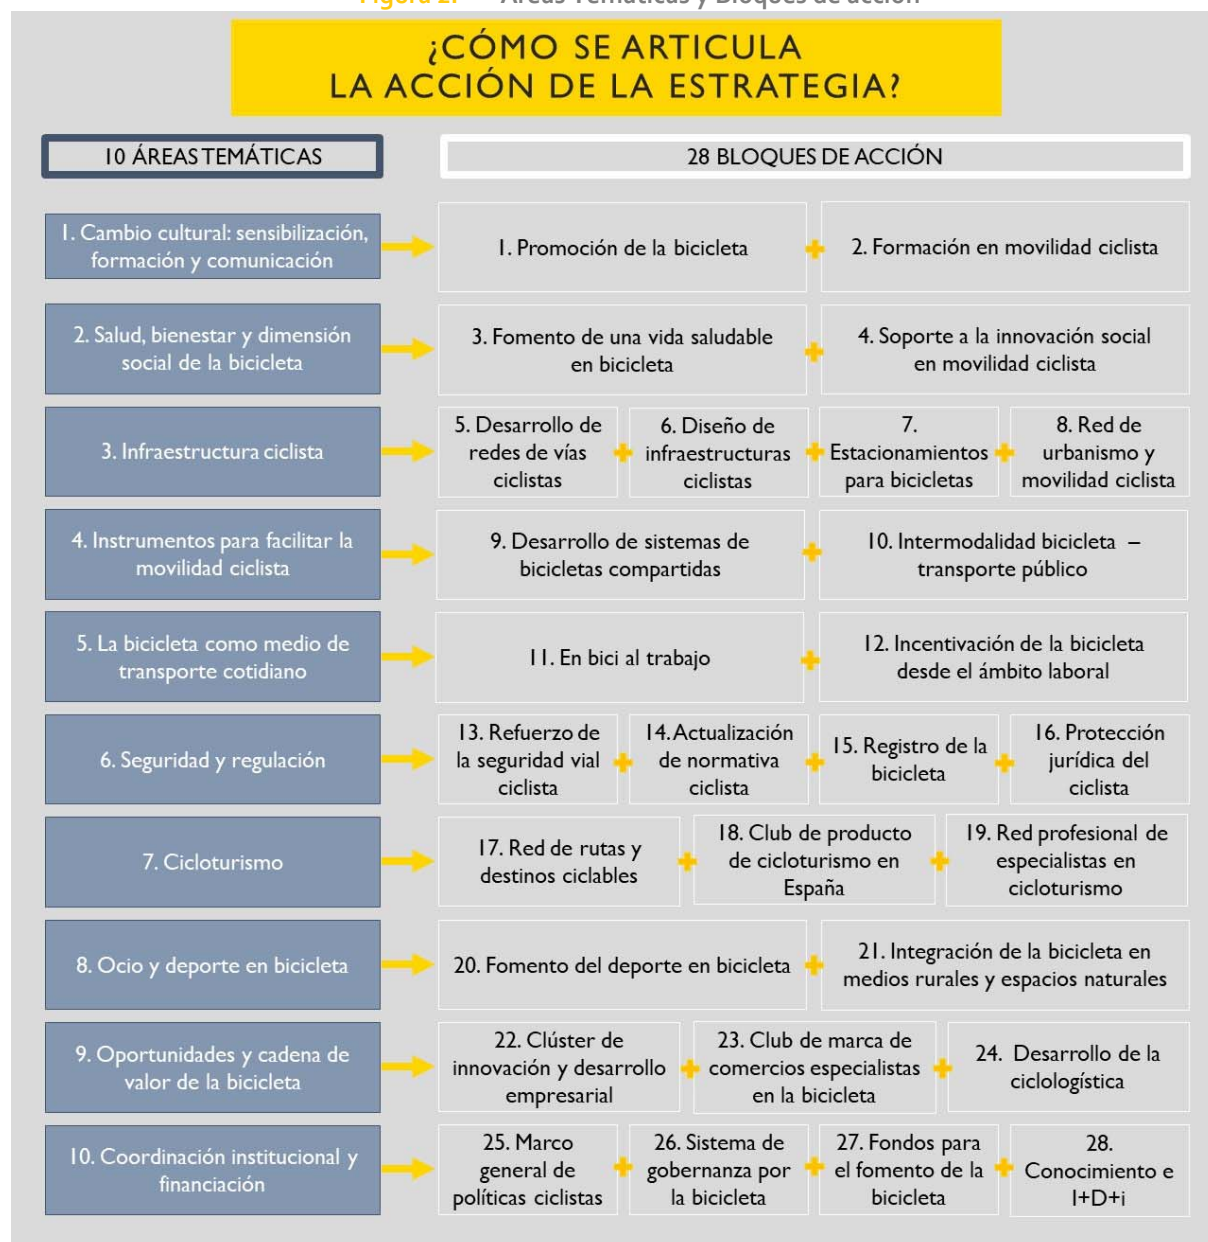 Figura 2. Áreas Temáticas y Bloques de acción
¿CÓMO SE ARTICULA
LA ACCIÓN DE LA ESTRATEGIA?
10 ÁREAS TEMÁTICAS
28 BLOQUES DE ACCIÓN
1. Cambio cultural: sensibilización,
formación y comunicación
1. Promoción de la bicicleta
2. Formación en movilidad ciclista
2. Salud, bienestar y dimensión
social de la bicicleta
3. Fomento de una vida saludable
en bicicleta
4. Soporte a la innovación social
en movilidad ciclista
3. Infraestructura ciclista
5. Desarrollo de
redes de vías
ciclistas
6. Diseño de
infraestructuras
ciclistas
7.
Estacionamientos
para bicicletas
8. Red de
urbanismo y
movilidad ciclista
4. Instrumentos para facilitar la
movilidad ciclista
9. Desarrollo de sistemas de
bicicletas compartidas
10. Intermodalidad bicicleta –
transporte público
5. La bicicleta como medio de
transporte cotidiano
11. En bici al trabajo
12. Incentivación de la bicicleta
desde el ámbito laboral
6. Seguridad y regulación
13. Refuerzo de
la seguridad vial
ciclista
14. Actualización
de normativa
ciclista
15. Registro de la
bicicleta
16. Protección
jurídica del
ciclista
7. Cicloturismo
17. Red de rutas y
destinos ciclables
18. Club de producto
de cicloturismo en
España
19. Red profesional de
especialistas en
cicloturismo
8. Ocio y deporte en bicicleta
20. Fomento del deporte en bicicleta
21. Integración de la bicicleta en
medios rurales y espacios naturales
9. Oportunidades y cadena de
valor de la bicicleta
22. Clúster de
innovación y desarrollo
empresarial
23. Club de marca de
comercios especialistas
en la bicicleta
24. Desarrollo de la
ciclologística
10. Coordinación institucional y
financiación
25. Marco
general de
políticas ciclistas
26. Sistema de
gobernanza por
la bicicleta
27. Fondos para
el fomento de la
bicicleta
28.
Conocimiento e
I+D+i